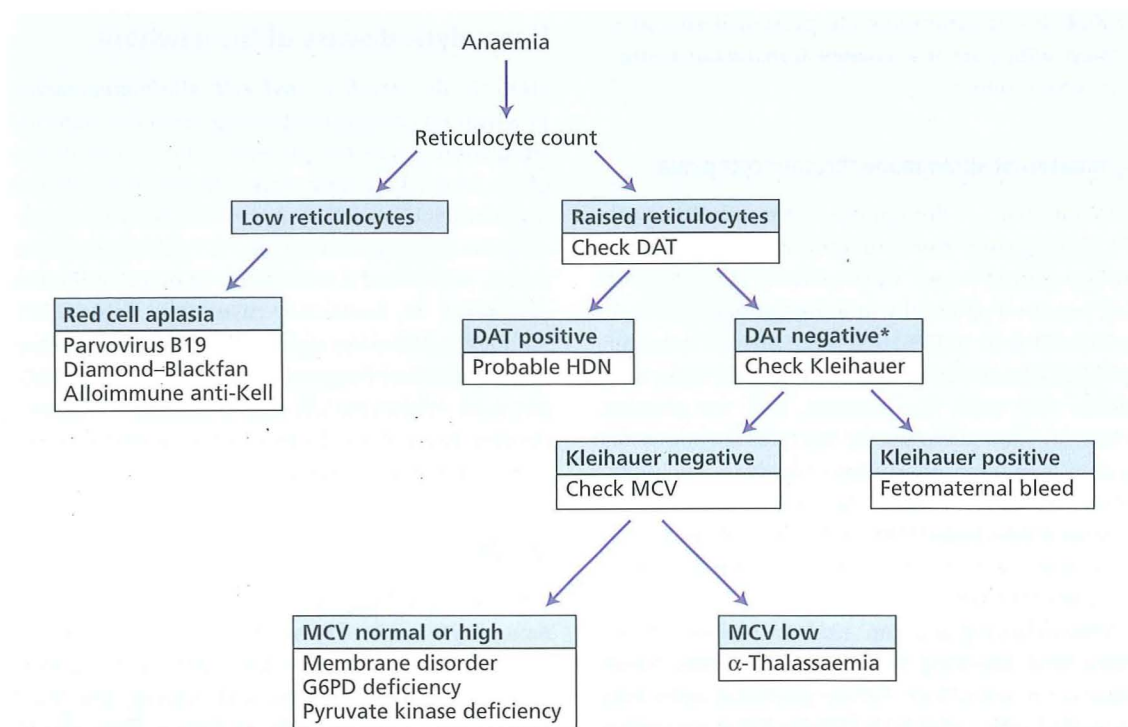 Anaemia
Reticulocyte count
Low reticulocytes
Raised reticulocytes
Check DAT
Red cell aplasia
Parvovirus B19
Diamond–Blackfan
Alloimmune anti-Kell
DAT positive
Probable HDN
DAT negative*
Check Kleihauer
Kleihauer negative
Check MCV
Kleihauer positive
Fetomaternal bleed
MCV normal or high
Membrane disorder
G6PD deficiency
Pyruvate kinase deficiency
MCV low
α-Thalassaemia